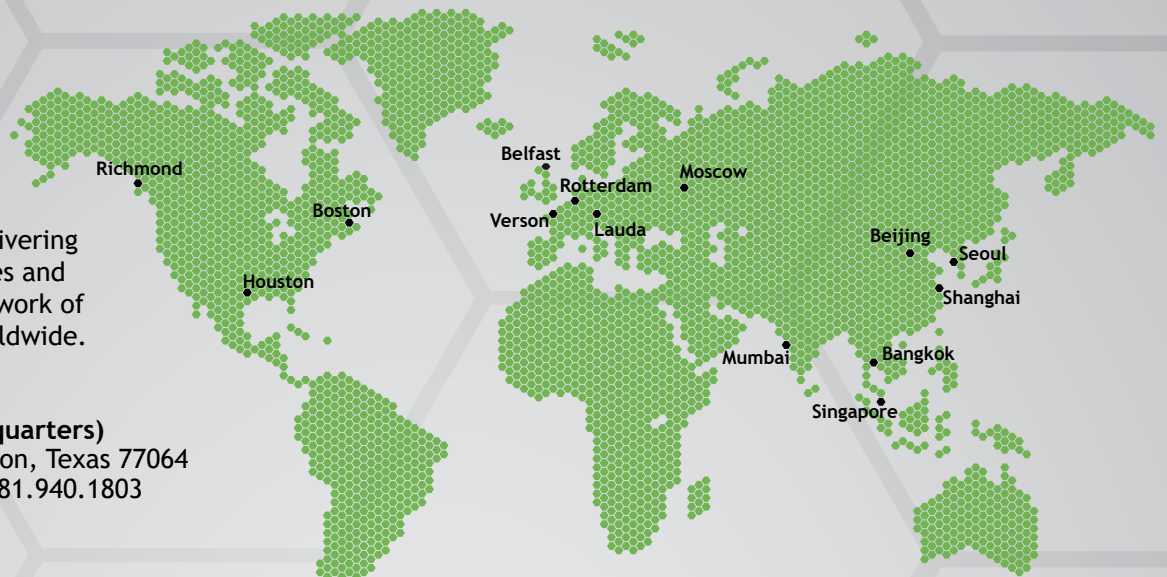 ivering
es and
work of
ldwide.
quarters)
on, Texas 77064
81.940.1803
Richmond
Boston
Houston
Belfast
Rotterdam
Verson
Lauda
Moscow
Beijing
Seoul
Shanghai
Mumbai
Bangkok
Singapore